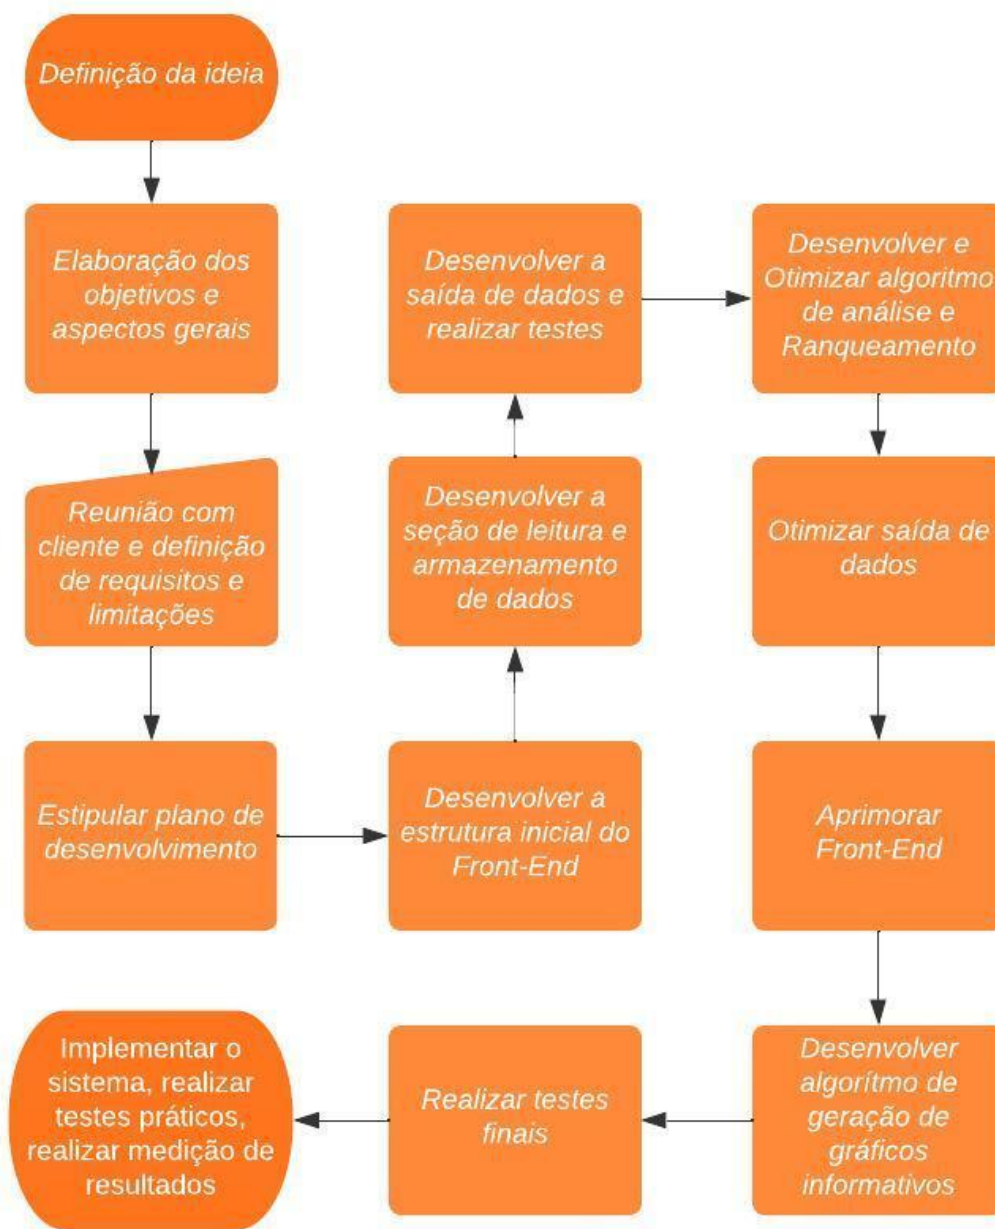 Definição da ideia
Elaboração dos
objetivos e
aspectos gerais
Reunião com
cliente e definição
de requisitos e
limitações
Estipular plano de
desenvolvimento
Desenvolver a
estrutura inicial do
Front-End
Desenvolver a
seção de leitura e
armazenamento
de dados
Desenvolver a
saída de dados e
realizar testes
Desenvolver e
Otimizar algoritmo
de análise e
Ranqueamento
Otimizar saída de
dados
Aprimorar
Front-End
Desenvolver
algorítmo de
geração de
gráficos
informativos
Realizar testes
finais
Implementar o
sistema, realizar
testes práticos,
realizar medição de
resultados